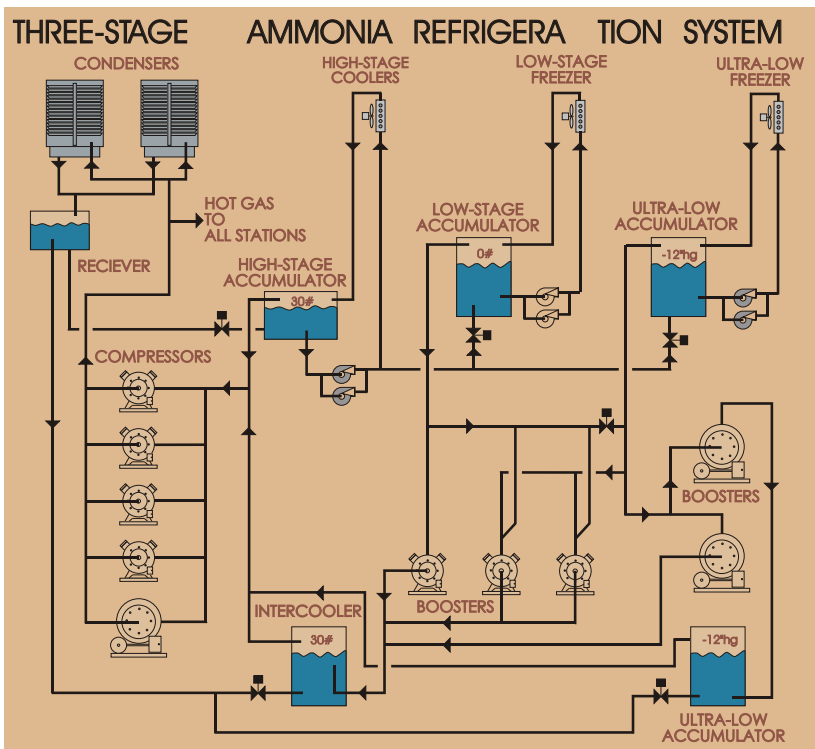 THREE-STAGE AMMONIA REFRIGERA TION SYSTEM
CONDENSERS
HIGH-STAGE
COOLERS
LOW-STAGE
FREEZER
ULTRA-LOW
FREEZER
HOT GAS
TO
ALL STATIONS
RECIEVER
HIGH-STAGE
ACCUMULATOR
30#
LOW-STAGE
ACCUMULATOR
0#
ULTRA-LOW
ACCUMULATOR
-12"hg
COMPRESSORS
BOOSTERS
BOOSTERS
INTERCOOLER
30#
-12"hg
ULTRA-LOW
ACCUMULATOR